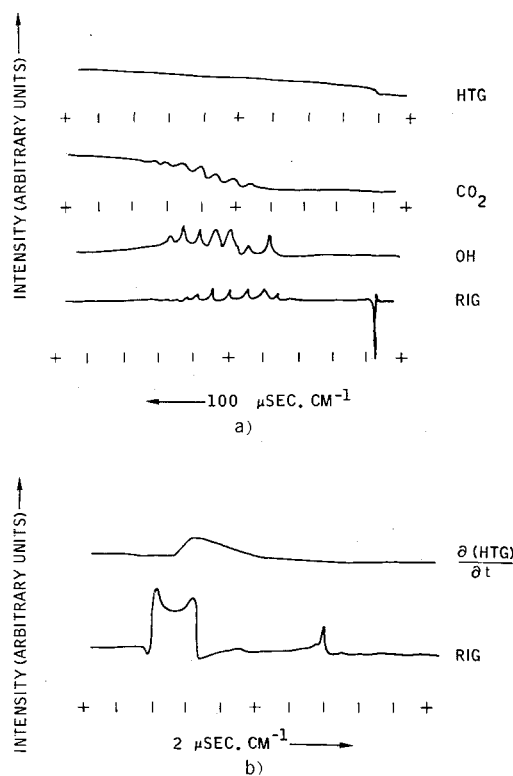 INTENSITY (ARBITRARY UNITS)
HTG
CO2
OH
RIG
100 μSEC. CM-1
a)
INTENSITY (ARBITRARY UNITS)
∂ (HTG)
∂ t
RIG
2 μSEC. CM-1
b)